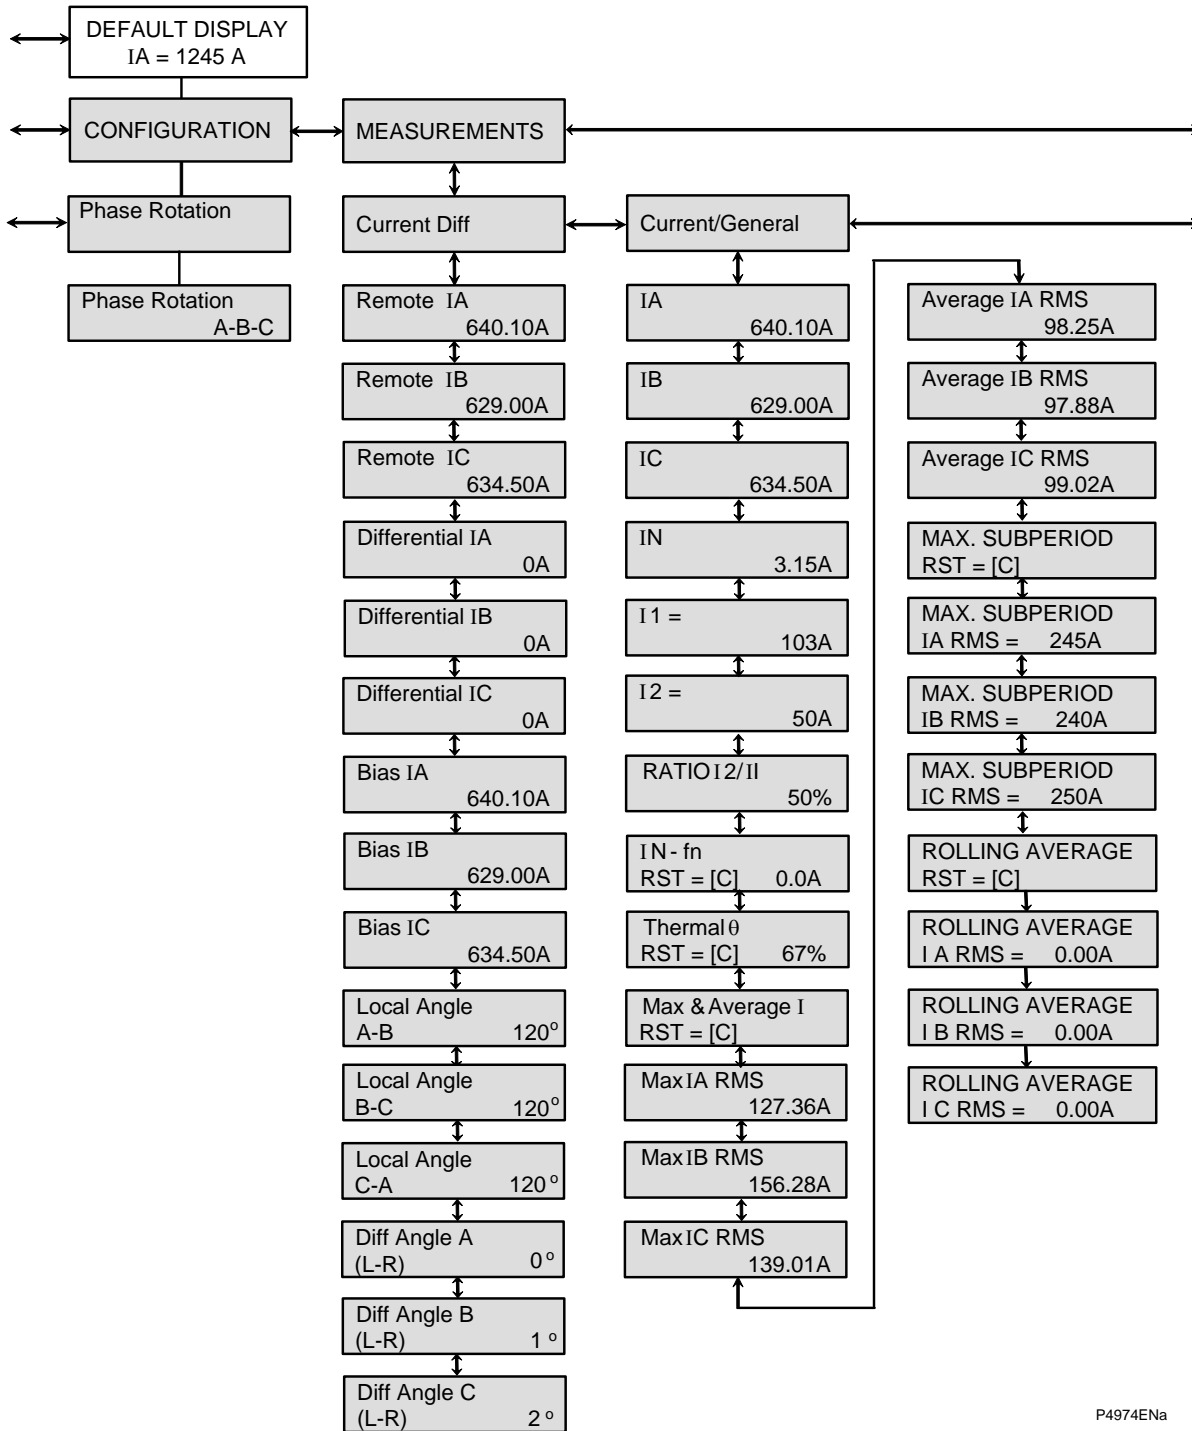 DEFAULT DISPLAY
IA = 1245 A
CONFIGURATION
Phase Rotation
Phase Rotation
A-B-C
MEASUREMENTS
Current Diff
Remote IA
640.10A
Remote IB
629.00A
Remote IC
634.50A
Differential IA
0A
Differential IB
0A
Differential IC
0A
Bias IA
640.10A
Bias IB
629.00A
Bias IC
634.50A
Local Angle
A-B 120°
Local Angle
B-C 120°
Local Angle
C-A 120°
Diff Angle A
(L-R) 0°
Diff Angle B
(L-R) 1°
Diff Angle C
(L-R) 2°
Current/General
IA
640.10A
IB
629.00A
IC
634.50A
IN
3.15A
I1 =
103A
I2 =
50A
RATIO I2/Il
50%
IN - fn
RST = [C] 0.0A
Thermal θ
RST = [C] 67%
Max & Average I
RST = [C]
Max IA RMS
127.36A
Max IB RMS
156.28A
Max IC RMS
139.01A
Average IA RMS
98.25A
Average IB RMS
97.88A
Average IC RMS
99.02A
MAX. SUBPERIOD
RST = [C]
MAX. SUBPERIOD
IA RMS = 245A
MAX. SUBPERIOD
IB RMS = 240A
MAX. SUBPERIOD
IC RMS = 250A
ROLLING AVERAGE
RST = [C]
ROLLING AVERAGE
I A RMS = 0.00A
ROLLING AVERAGE
I B RMS = 0.00A
ROLLING AVERAGE
I C RMS = 0.00A
P4974ENa